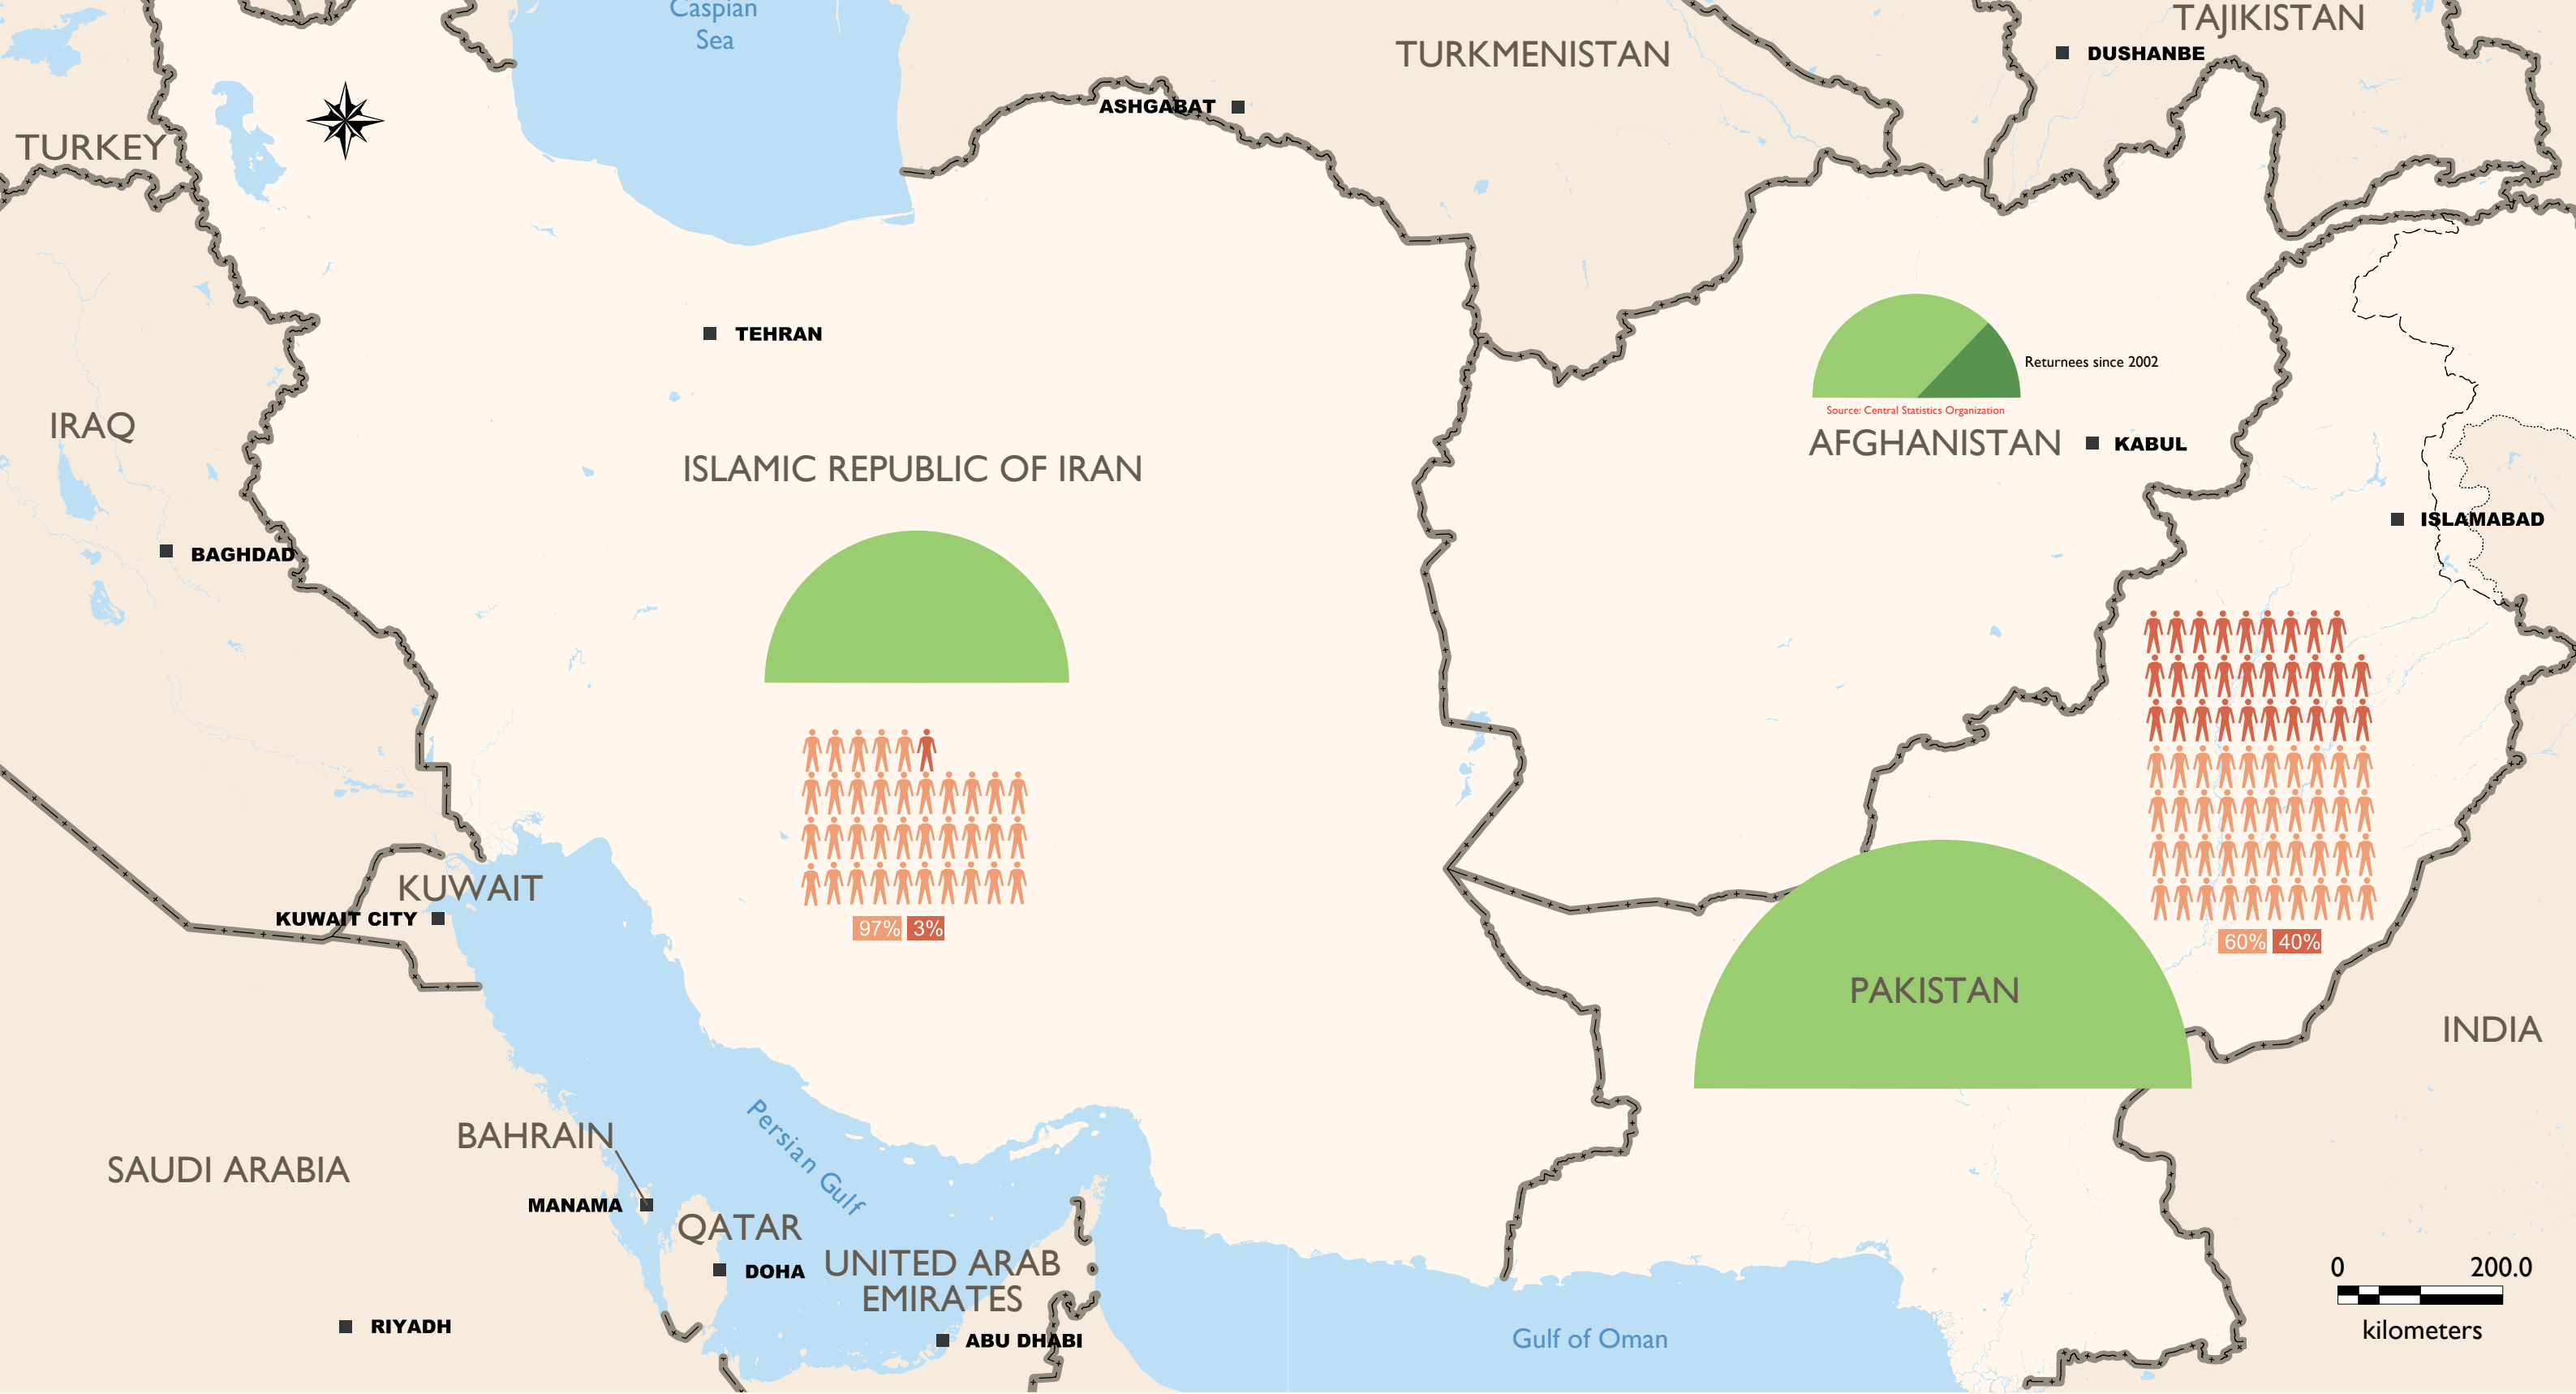 Caspian
Sea
TURKMENISTAN
TAJIKISTAN
DUSHANBE
ASHGABAT
TURKEY
TEHRAN
Returnees since 2002
Source: Central Statistics Organization
IRAQ
AFGHANISTAN
KABUL
ISLAMIC REPUBLIC OF IRAN
ISLAMABAD
BAGHDAD
KUWAIT
KUWAIT CITY
97% 3%
60% 40%
PAKISTAN
INDIA
BAHRAIN
Persian Gulf
SAUDI ARABIA
MANAMA
QATAR
DOHA
UNITED ARAB
EMIRATES
RIYADH
ABU DHABI
Gulf of Oman
0 200.0
kilometers